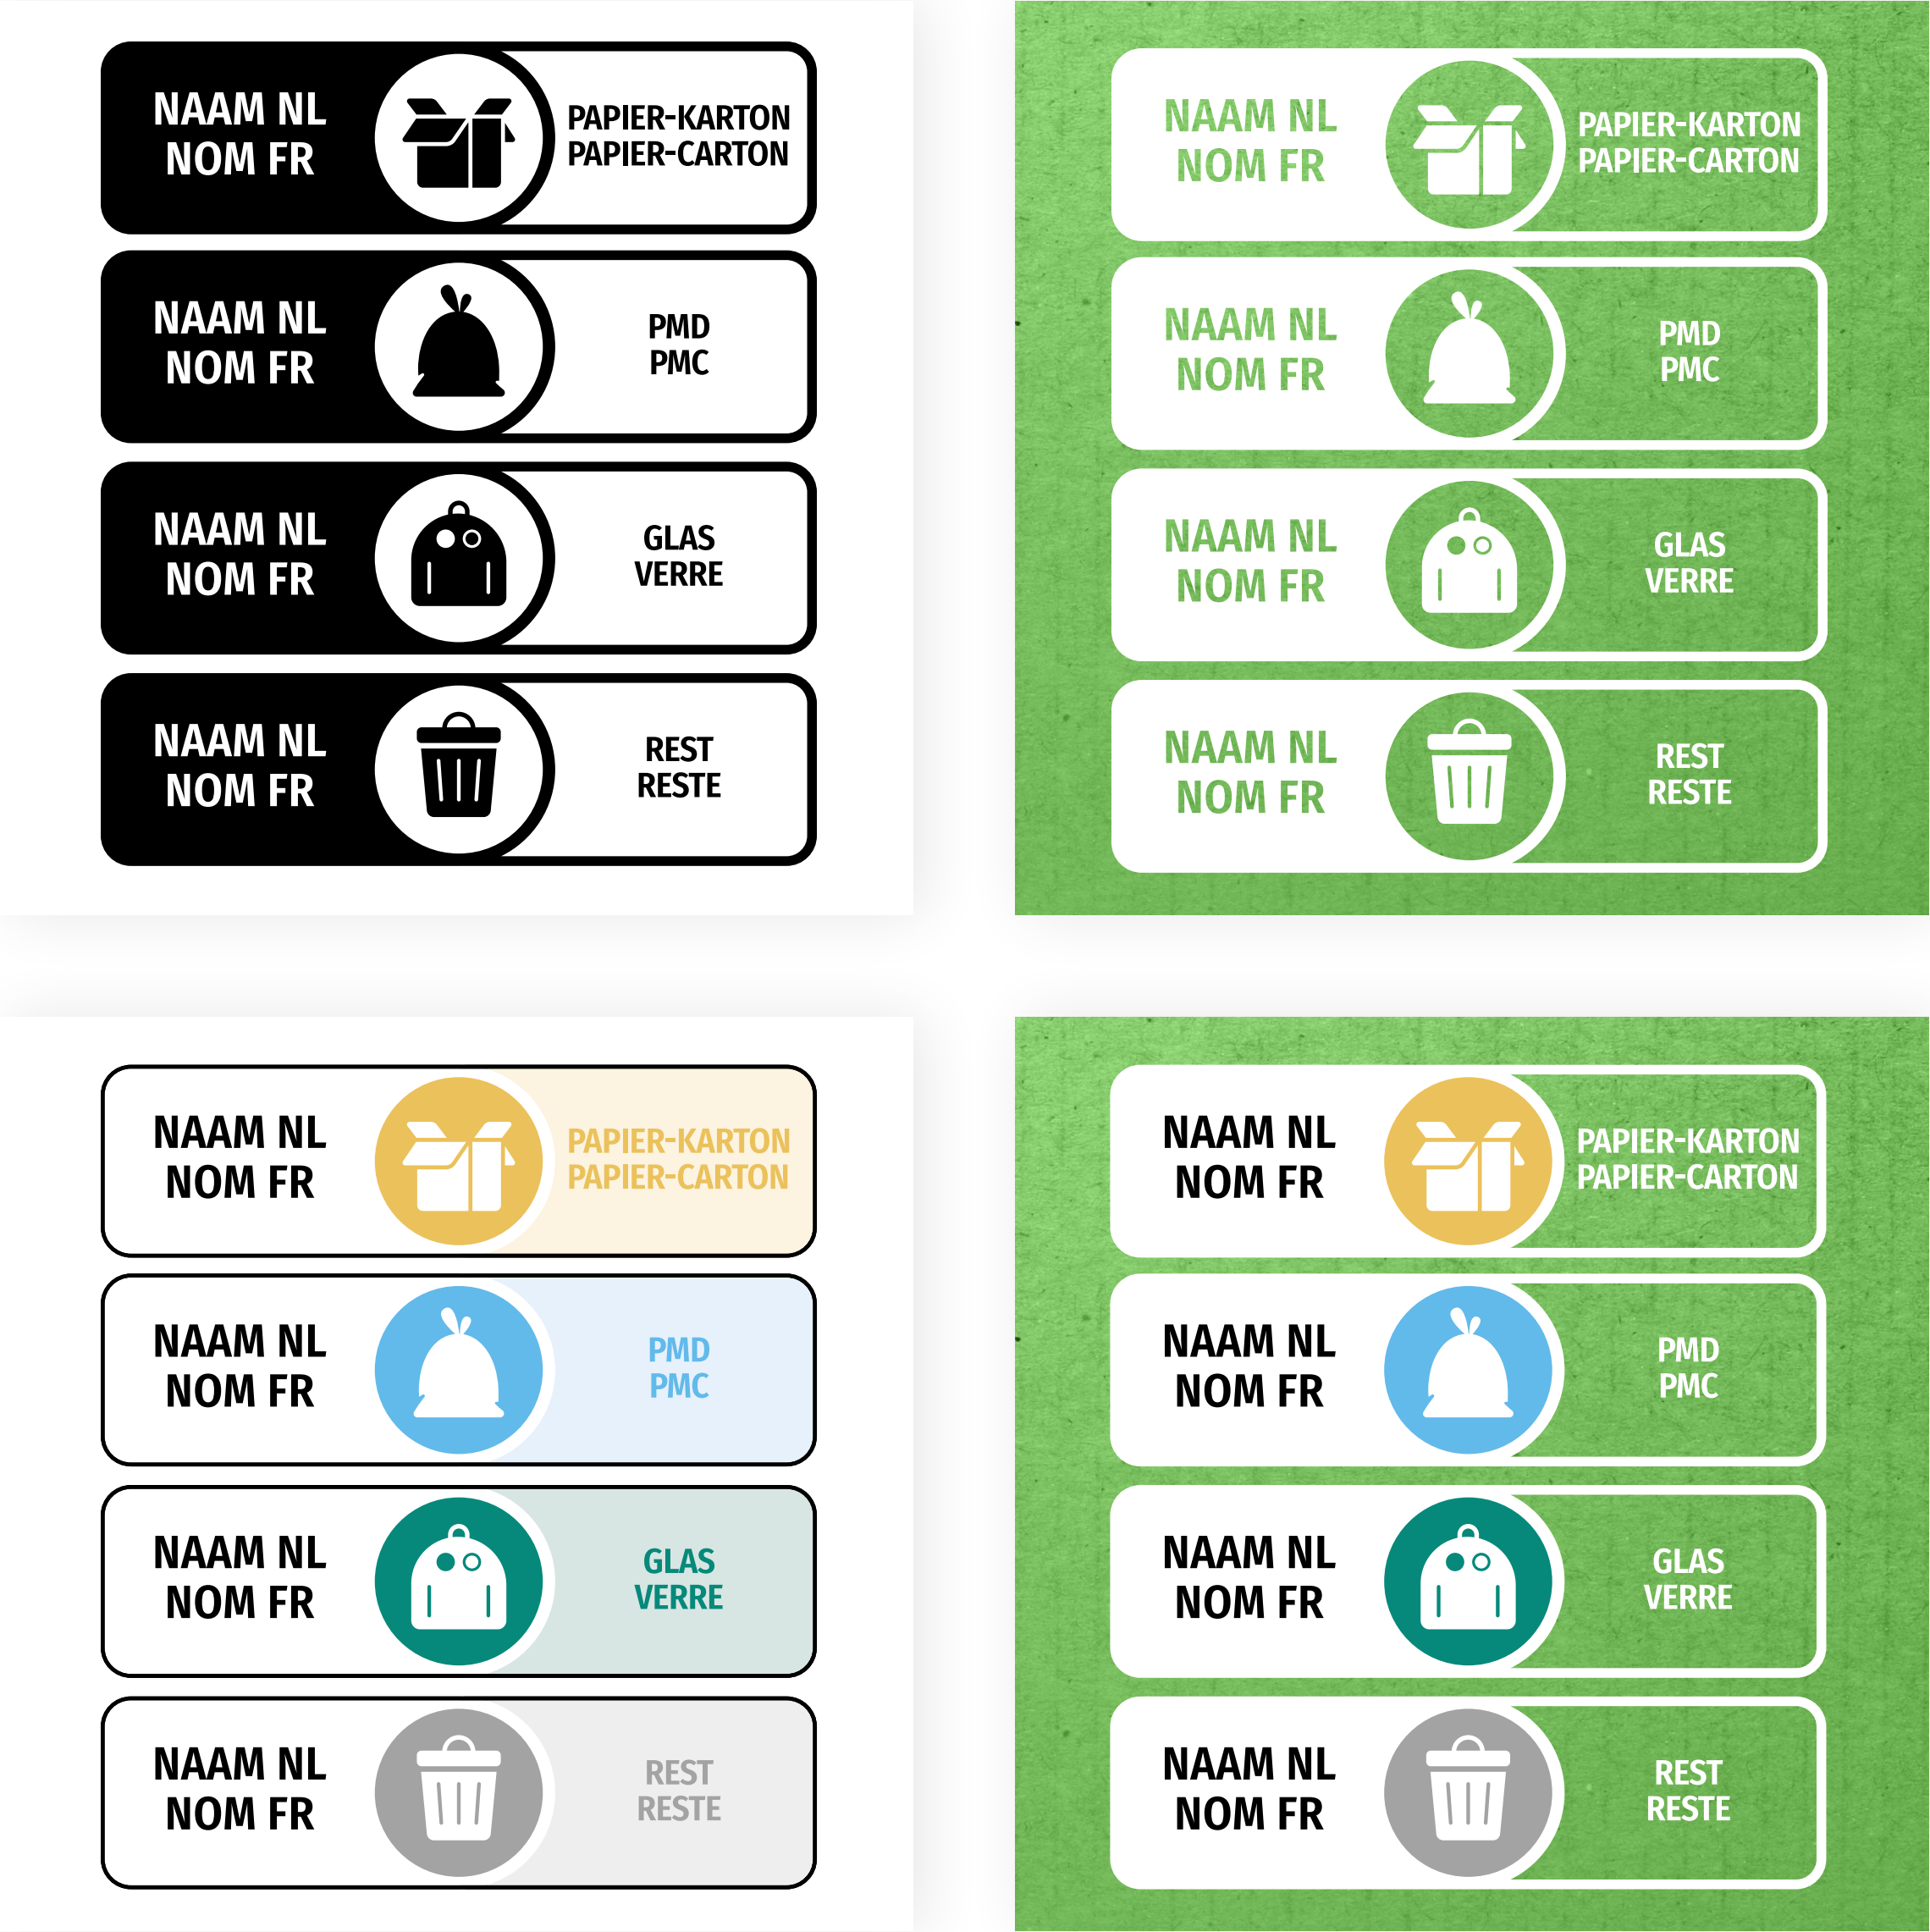 NAAM NL
NOM FR
PAPIER-KARTON
PAPIER-CARTON
NAAM NL
NOM FR
PMD
PMC
NAAM NL
NOM FR
GLAS
VERRE
NAAM NL
NOM FR
REST
RESTE
NAAM NL
NOM FR
PAPIER-KARTON
PAPIER-CARTON
NAAM NL
NOM FR
PMD
PMC
NAAM NL
NOM FR
GLAS
VERRE
NAAM NL
NOM FR
REST
RESTE
NAAM NL
NOM FR
PAPIER-KARTON
PAPIER-CARTON
NAAM NL
NOM FR
PMD
PMC
NAAM NL
NOM FR
GLAS
VERRE
NAAM NL
NOM FR
REST
RESTE
NAAM NL
NOM FR
PAPIER-KARTON
PAPIER-CARTON
NAAM NL
NOM FR
PMD
PMC
NAAM NL
NOM FR
GLAS
VERRE
NAAM NL
NOM FR
REST
RESTE